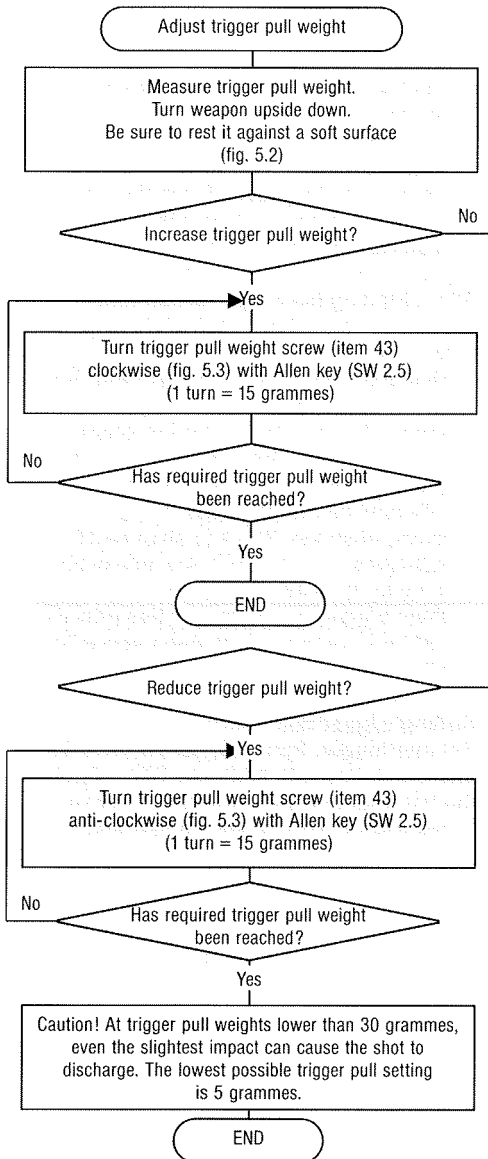 Adjust trigger pull weight
Measure trigger pull weight.
Turn weapon upside down.
Be sure to rest it against a soft surface
(fig. 5.2)
No
Increase trigger pull weight?
Yes
Turn trigger pull weight screw (item 43)
clockwise (fig. 5.3) with Allen key (SW 2.5)
(1 turn = 15 grammes)
No
Has required trigger pull weight
been reached?
Yes
END
Reduce trigger pull weight?
Yes
Turn trigger pull weight screw (item 43)
anti-clockwise (fig. 5.3) with Allen key (SW 2.5)
(1 turn = 15 grammes)
No
Has required trigger pull weight
been reached?
Yes
Caution! At trigger pull weights lower than 30 grammes,
even the slightest impact can cause the shot to
discharge. The lowest possible trigger pull setting
is 5 grammes.
END